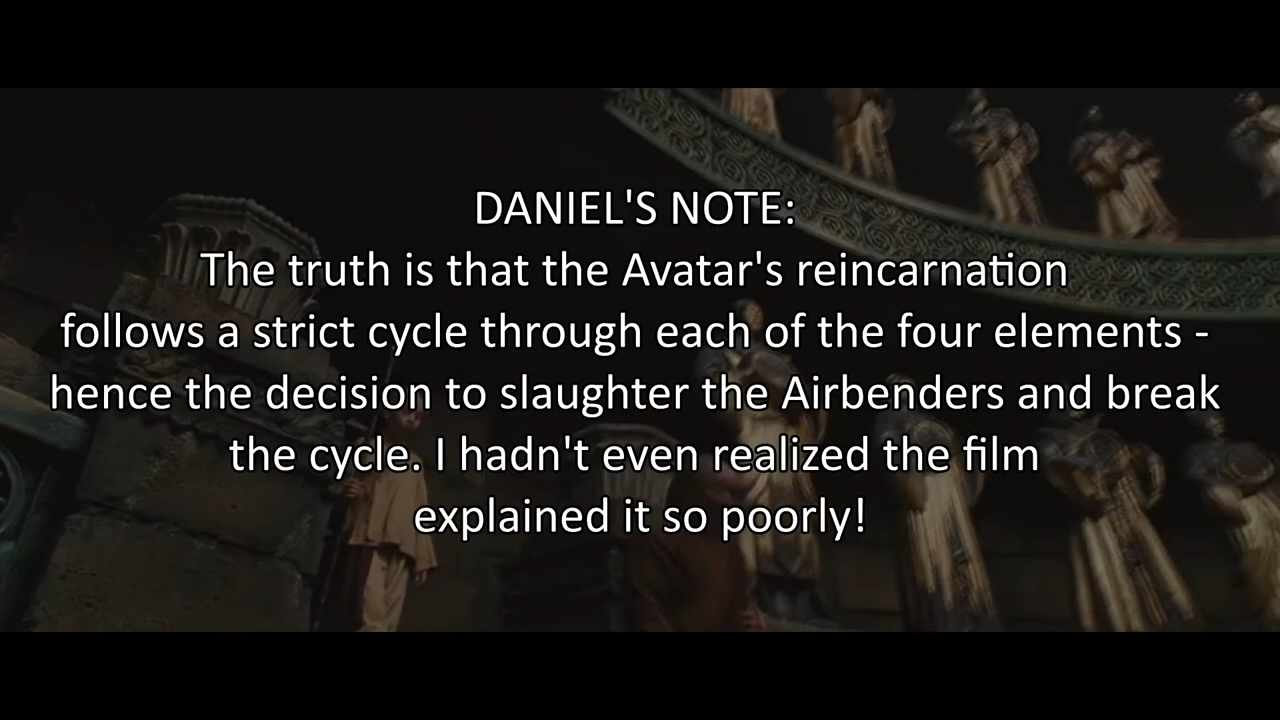 DANIEL'S NOTE:
The truth is that the Avatar's reincarnation
follows a strict cycle through each of the four elements -
hence the decision to slaughter the Airbenders and break
the cycle. I hadn't even realized the film
explained it so poorly!